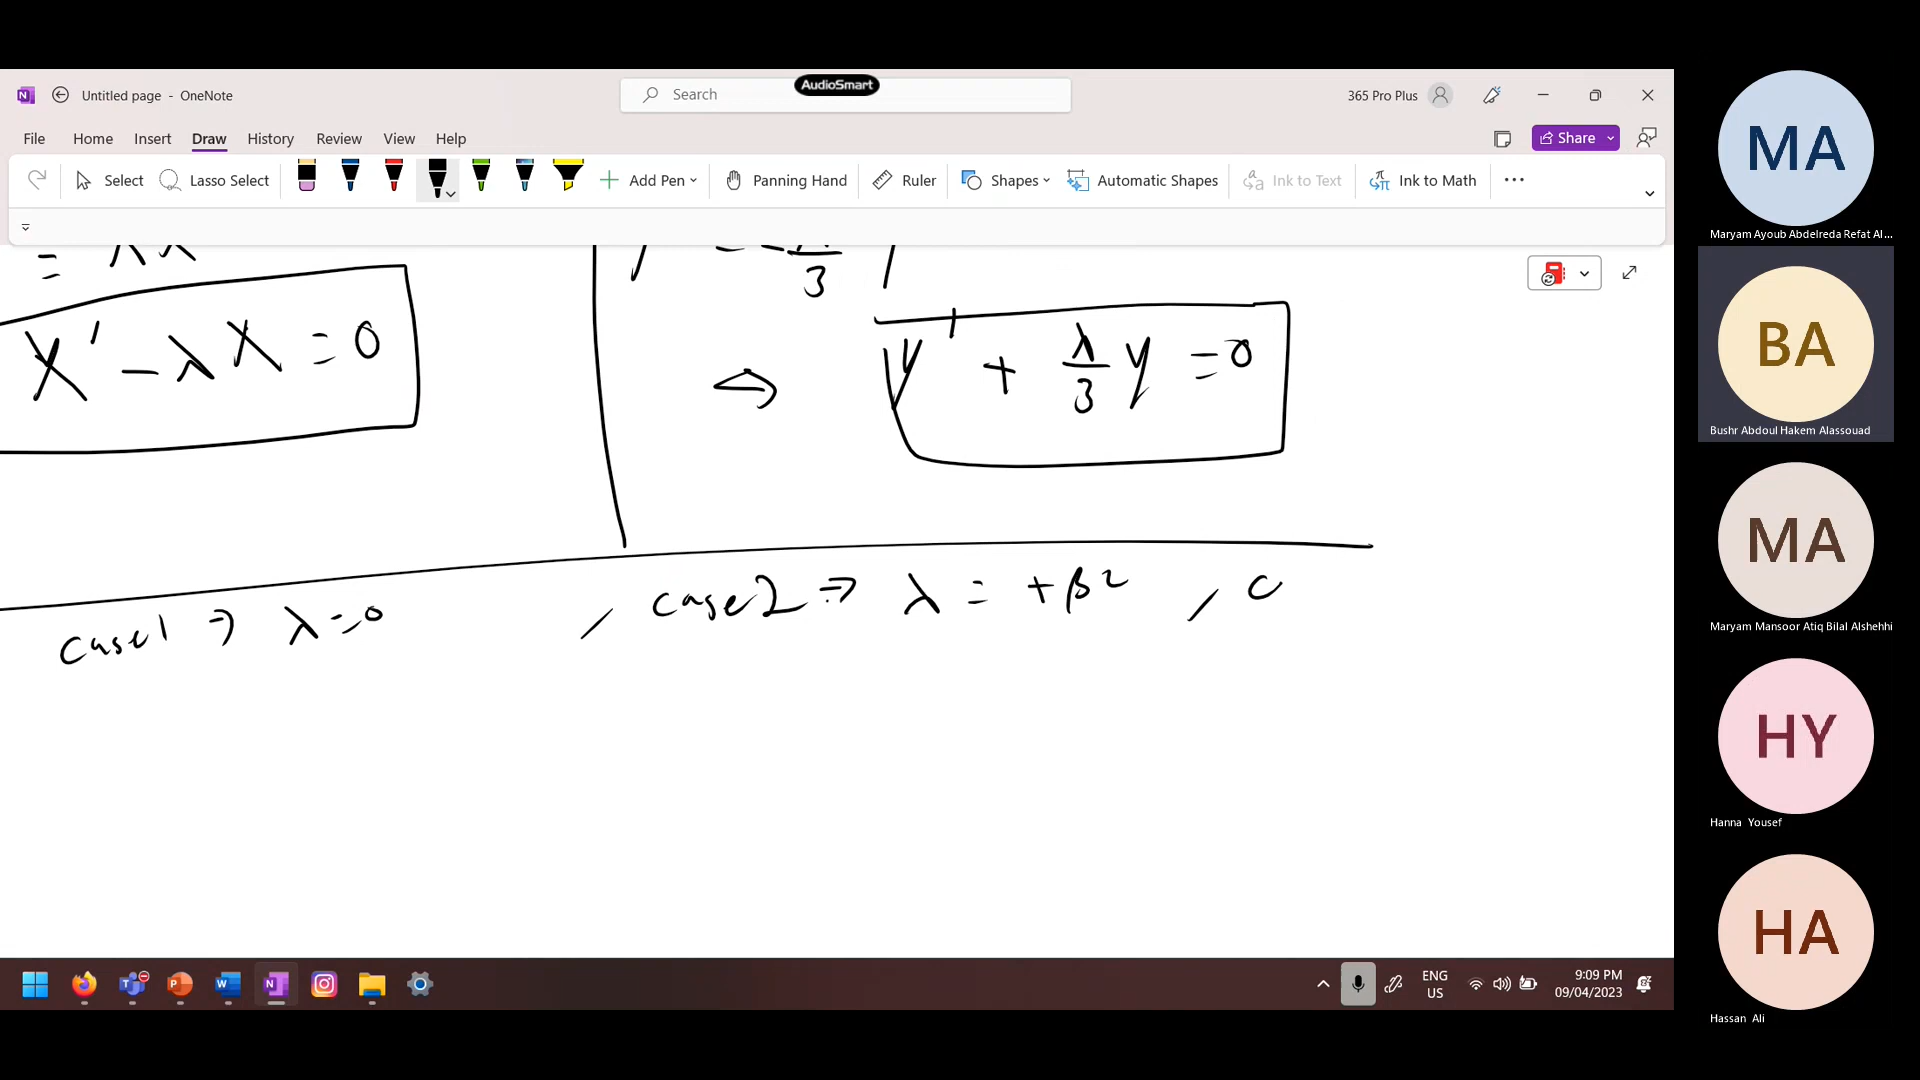 AudioSmart
Untitled page - OneNote
Search
365 Pro Plus
File Home Insert Draw History Review View Help
Share
Select Lasso Select Add Pen Panning Hand Ruler Shapes Automatic Shapes Ink to Text Ink to Math
= λX
3
X' - λX = 0
⇔ Y' + λ/3 Y = 0
case1 ⇒ λ=0 , case2 ⇒ λ = +β² , c
MA
Maryam Ayoub Abdelreda Refat Al...
BA
Bushr Abdoul Hakem Alassouad
MA
Maryam Mansoor Atiq Bilal Alshehhi
HY
Hanna Yousef
HA
Hassan Ali
ENG
US
9:09 PM
09/04/2023